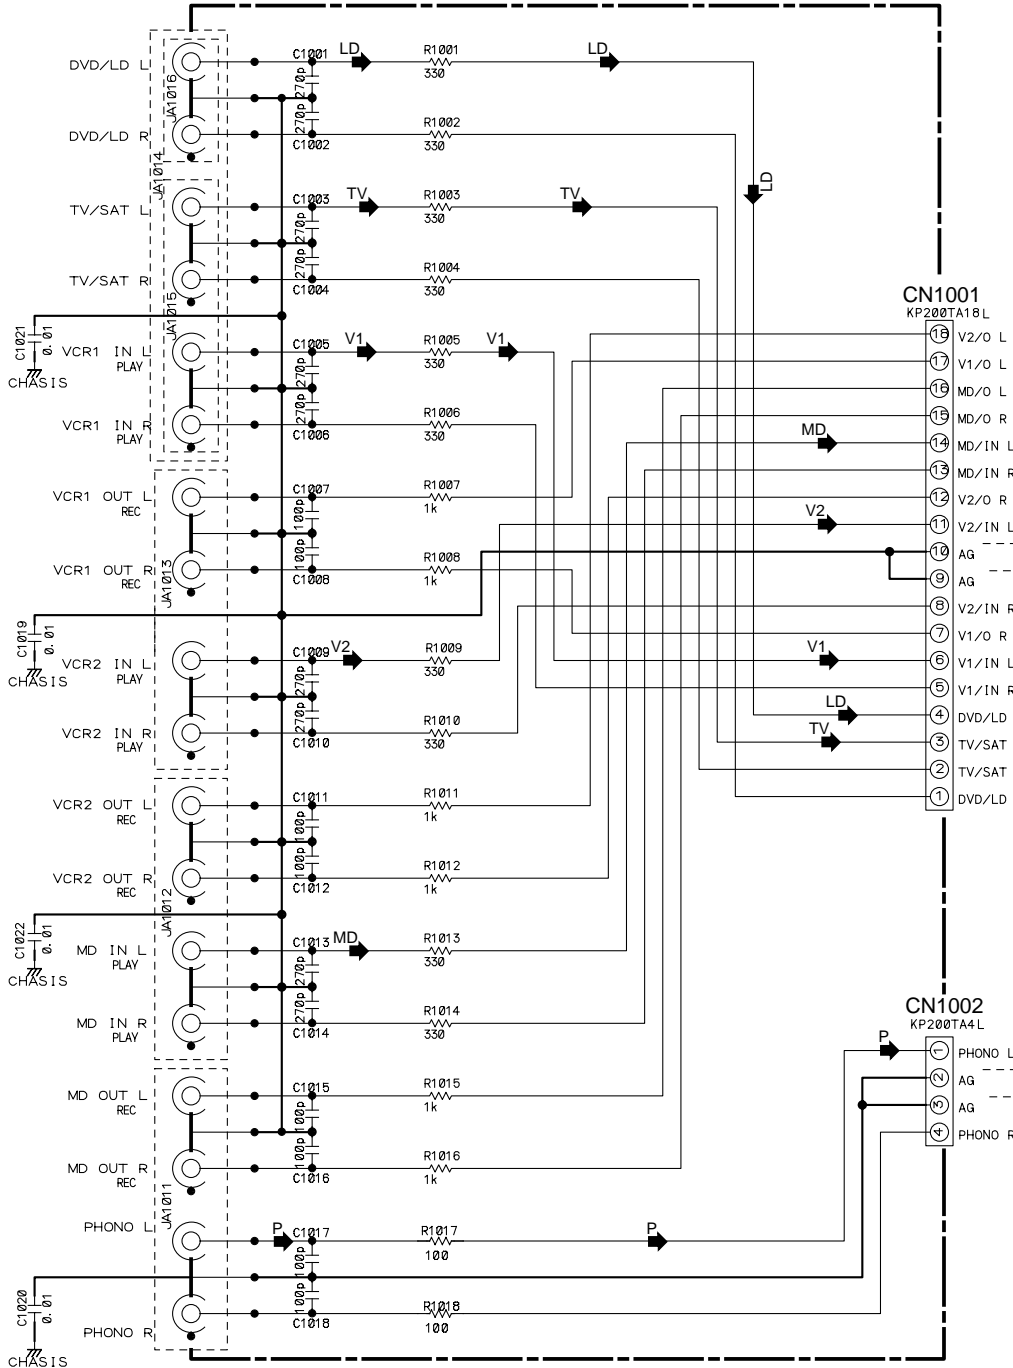 LD
LD
C1001
R1001
DVD/LD L
270p
330
JA1016
270p
R1002
DVD/LD R
C1002
330
JA1014
LD
TV
TV
C1003
R1003
TV/SAT L
270p
330
270p
R1004
TV/SAT R
C1004
330
CN1001
KP200TA18L
C1021
0.01
CHASIS
JA1015
V1
V1
C1005
R1005
VCR1 IN L
PLAY
270p
330
270p
R1006
VCR1 IN R
PLAY
C1006
330
18 V2/O L
17 V1/O L
16 MD/O L
15 MD/O R
MD
14 MD/IN L
13 MD/IN R
12 V2/O R
V2
11 V2/IN L
10 AG
9 AG
8 V2/IN R
7 V1/O R
V1
6 V1/IN L
5 V1/IN R
LD
4 DVD/LD
TV
3 TV/SAT
2 TV/SAT
1 DVD/LD
C1007
R1007
VCR1 OUT L
REC
100p
1k
100p
R1008
VCR1 OUT R
REC
C1008
1k
JA1013
C1019
0.01
CHASIS
V2
C1009
R1009
VCR2 IN L
PLAY
270p
330
270p
R1010
VCR2 IN R
PLAY
C1010
330
C1011
R1011
VCR2 OUT L
REC
100p
1k
100p
R1012
VCR2 OUT R
REC
C1012
1k
JA1012
C1022
0.01
CHASIS
MD
C1013
R1013
MD IN L
PLAY
270p
330
270p
R1014
MD IN R
PLAY
C1014
330
CN1002
KP200TA4L
P
1 PHONO L
2 AG
3 AG
4 PHONO R
C1015
R1015
MD OUT L
REC
100p
1k
100p
R1016
MD OUT R
REC
C1016
1k
JA1011
PHONO L
P
C1017
R1017
P
100p
100
C1020
0.01
CHASIS
100p
R1018
PHONO R
C1018
100